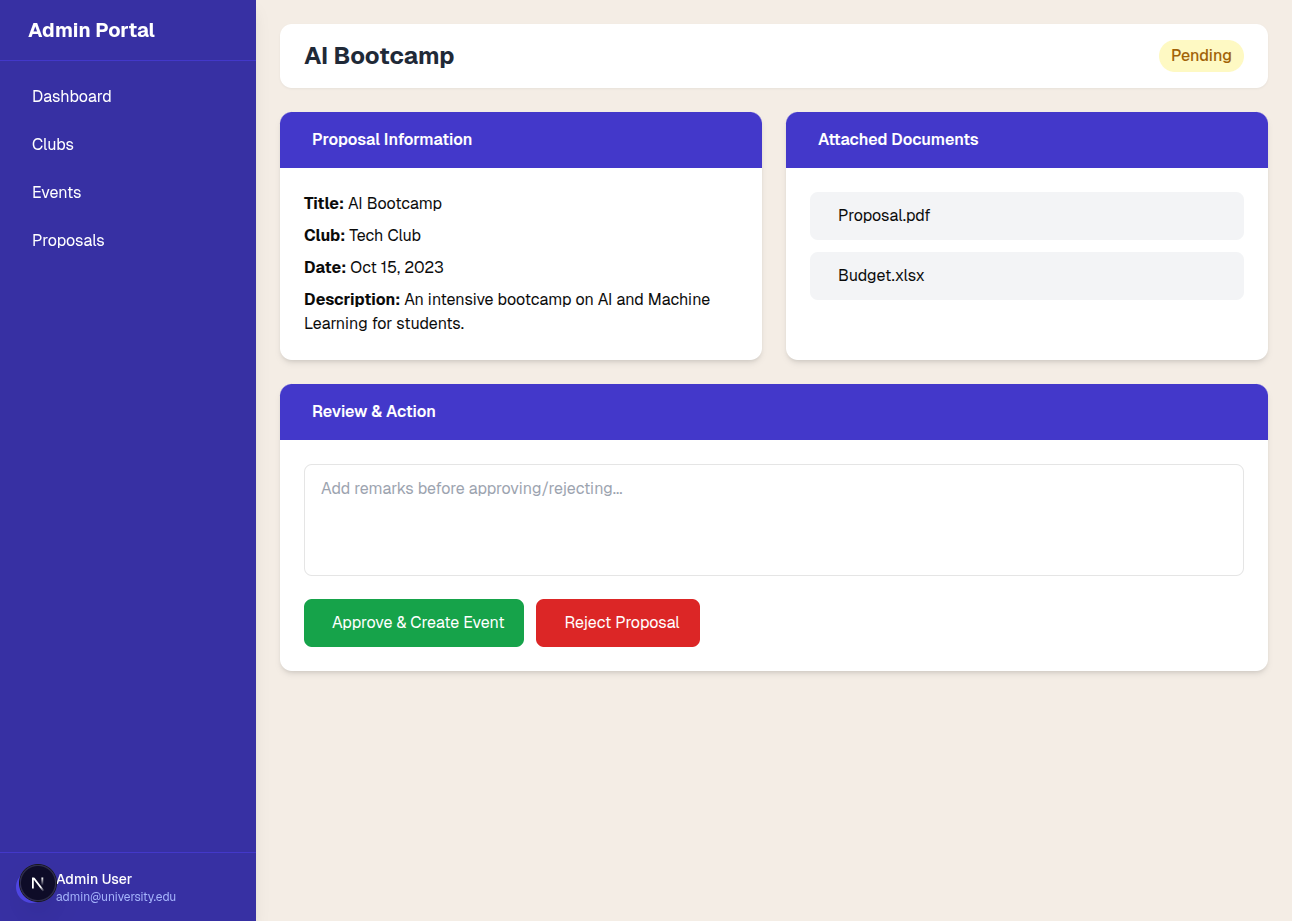 Admin Portal
Dashboard
Clubs
Events
Proposals
N
Admin User
admin@university.edu
AI Bootcamp
Pending
Proposal Information
Title: AI Bootcamp
Club: Tech Club
Date: Oct 15, 2023
Description: An intensive bootcamp on AI and Machine
Learning for students.
Attached Documents
Proposal.pdf
Budget.xlsx
Review & Action
Add remarks before approving/rejecting...
Approve & Create Event
Reject Proposal